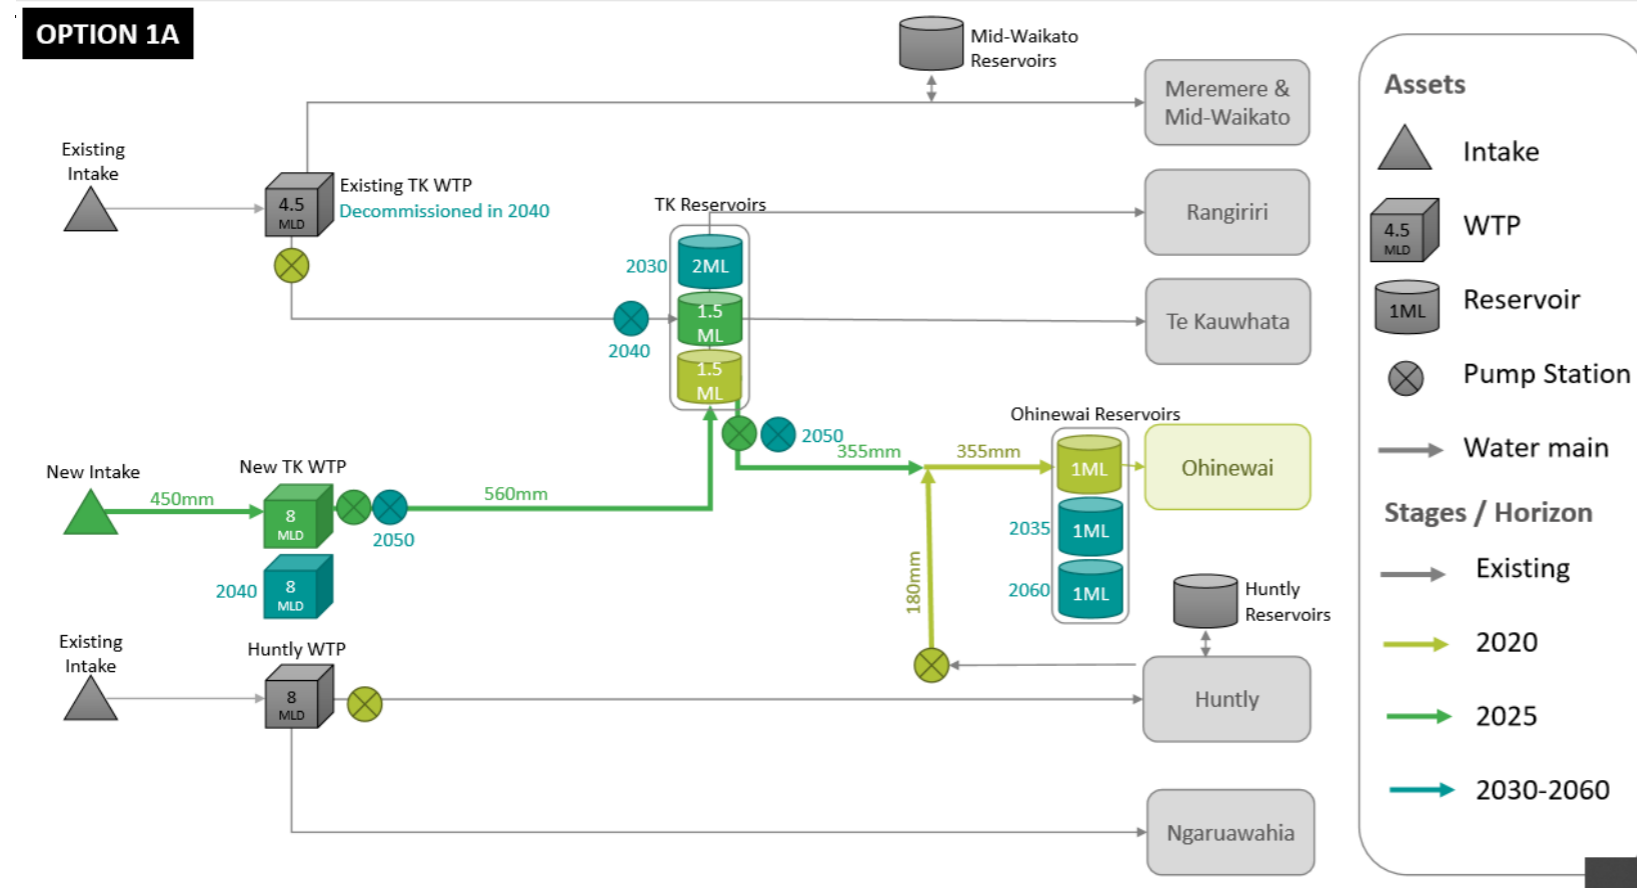 OPTION 1A
Mid-Waikato
Reservoirs
Meremere &
Mid-Waikato
Existing
Intake
4.5
MLD
Existing TK WTP
Decommissioned in 2040
TK Reservoirs
Rangiriri
2030
2ML
1.5
ML
2040
Te Kauwhata
1.5
ML
2050
355mm
355mm
Ohinewai Reservoirs
1ML
Ohinewai
New Intake
450mm
New TK WTP
8
MLD
2050
560mm
2035
1ML
2040
8
MLD
180mm
2060
1ML
Huntly
Reservoirs
Existing
Intake
Huntly WTP
8
MLD
Huntly
Ngaruawahia
Assets
Intake
4.5
MLD
WTP
1ML
Reservoir
Pump Station
Water main
Stages / Horizon
Existing
2020
2025
2030-2060